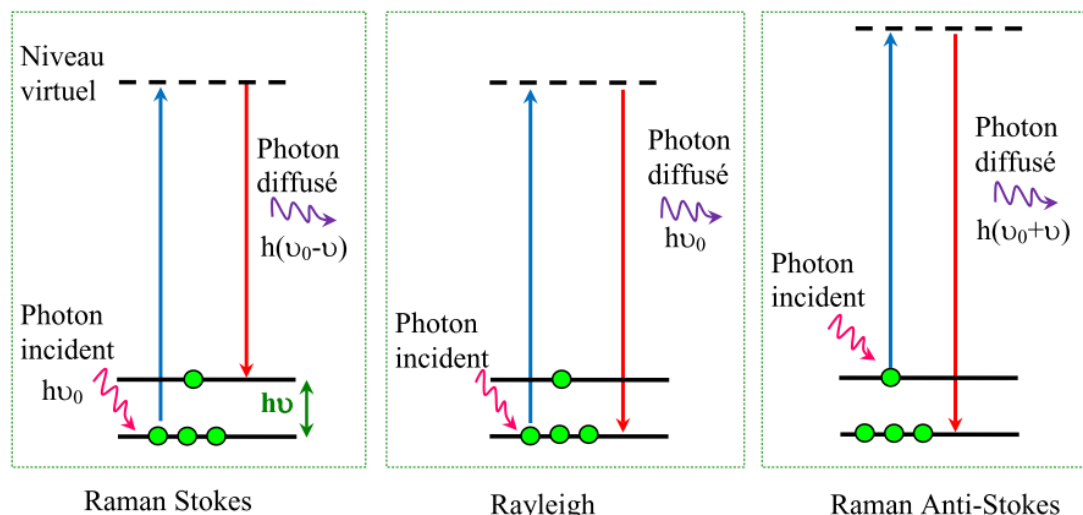 Niveau
virtuel
Photon
diffusé
h(υ₀-υ)
Photon
incident
hυ₀
hυ
Raman Stokes
Photon
diffusé
hυ₀
Photon
incident
Rayleigh
Photon
diffusé
h(υ₀+υ)
Photon
incident
Raman Anti-Stokes